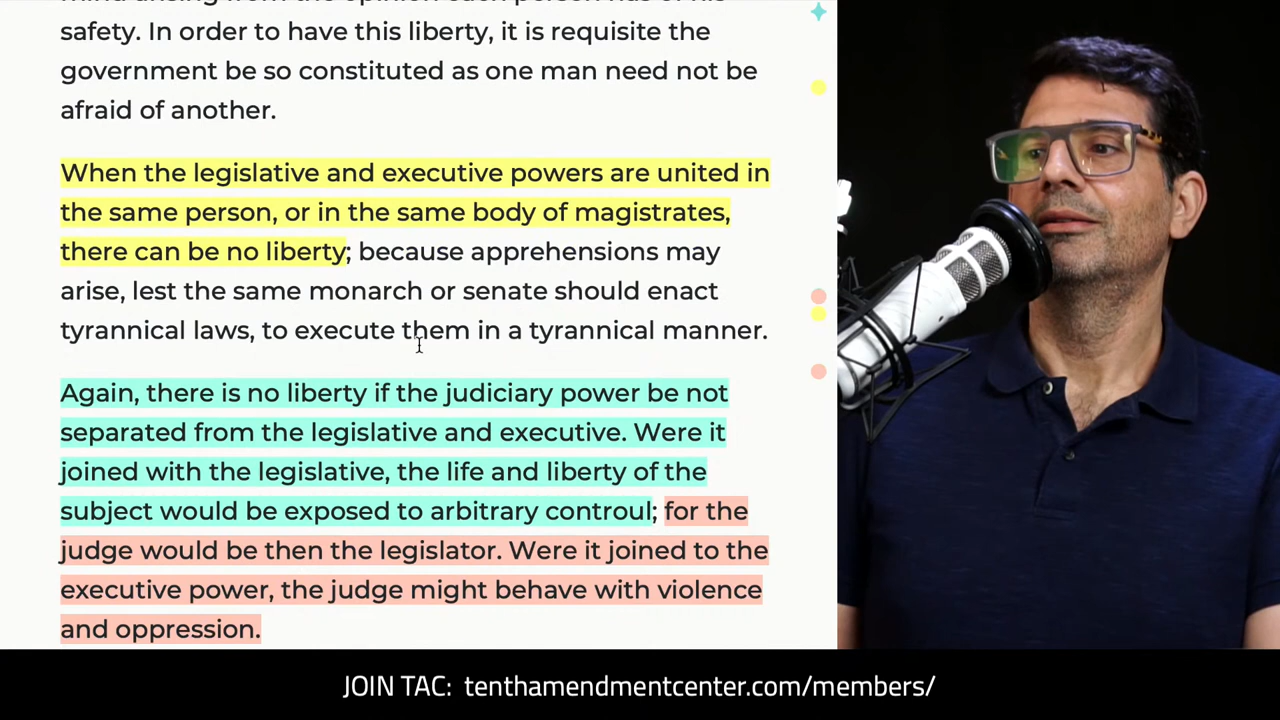 safety. In order to have this liberty, it is requisite the
government be so constituted as one man need not be
afraid of another.
When the legislative and executive powers are united in
the same person, or in the same body of magistrates,
there can be no liberty; because apprehensions may
arise, lest the same monarch or senate should enact
tyrannical laws, to execute them in a tyrannical manner.
Again, there is no liberty if the judiciary power be not
separated from the legislative and executive. Were it
joined with the legislative, the life and liberty of the
subject would be exposed to arbitrary controul; for the
judge would be then the legislator. Were it joined to the
executive power, the judge might behave with violence
and oppression.
JOIN TAC: tenthamendmentcenter.com/members/